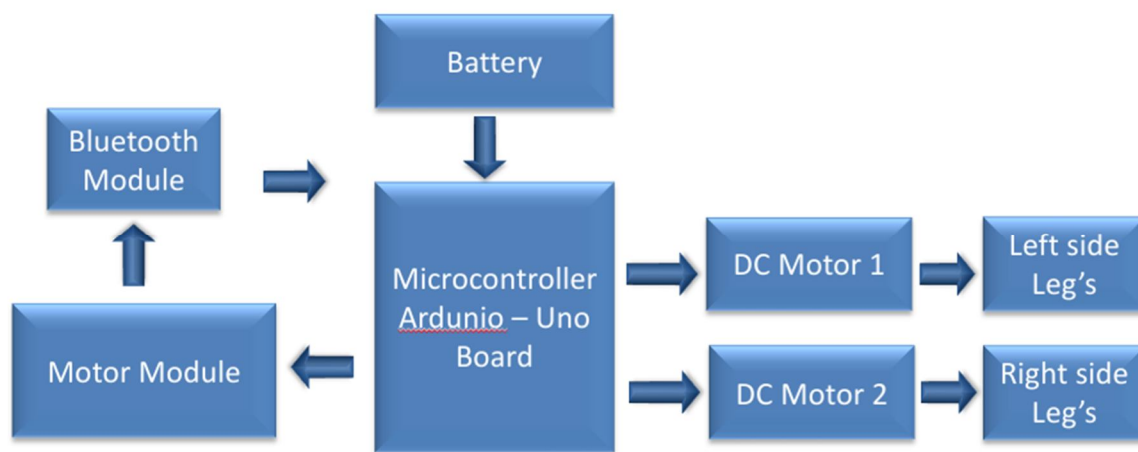 Battery
Bluetooth
Module
Microcontroller
Ardunio – Uno
Board
Motor Module
DC Motor 1
Left side
Leg’s
DC Motor 2
Right side
Leg’s